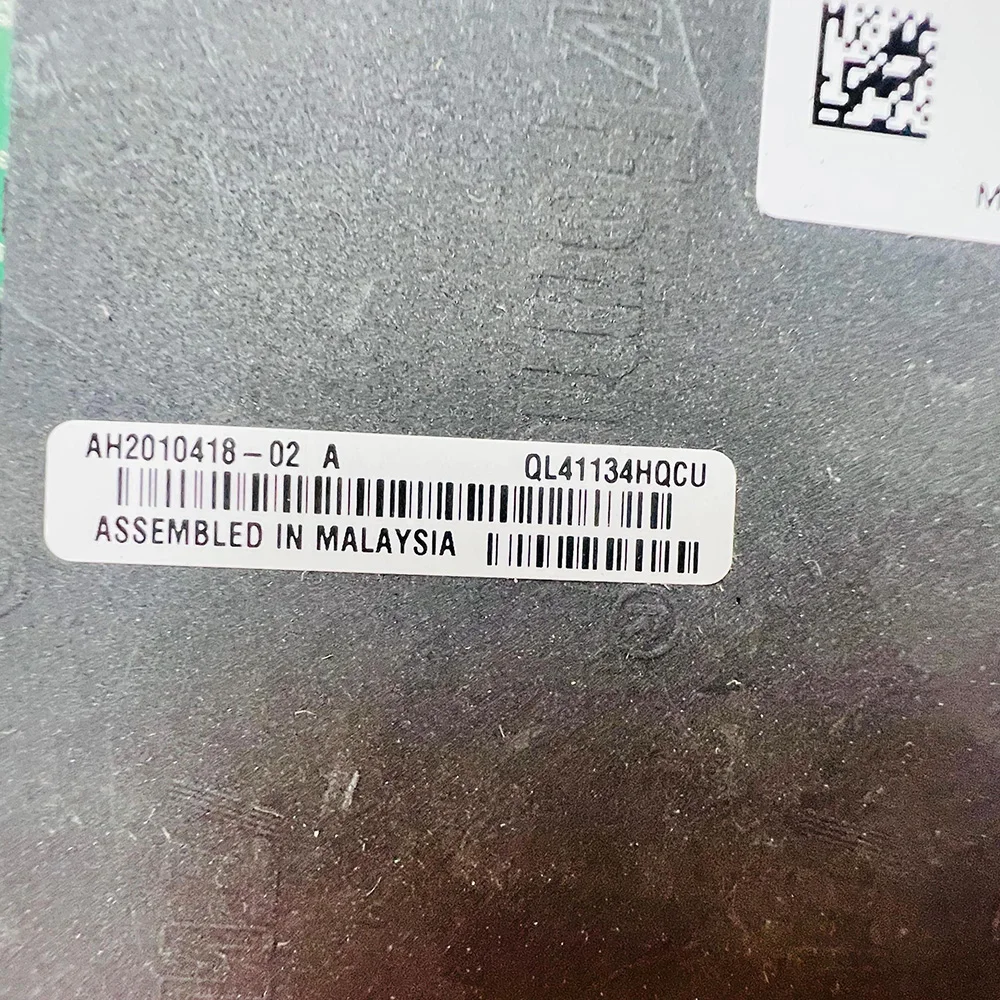 M
AH2010418-02 A QL41134HQCU
ASSEMBLED IN MALAYSIA